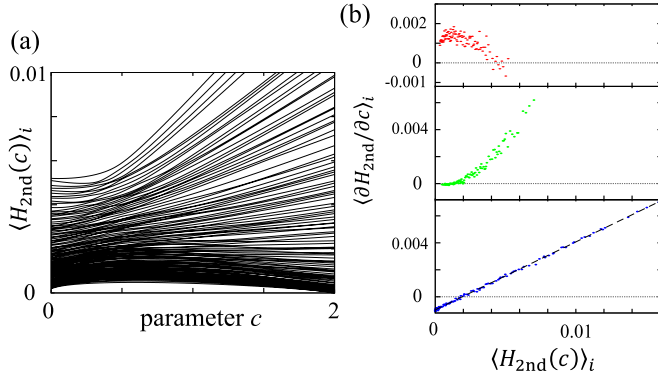 (a)
0.01
⟨H2nd(c)⟩i
0
0
parameter c
2
(b)
0.002
0
-0.001
0.004
0
0.004
0
⟨∂H2nd/∂c⟩i
0
0.01
⟨H2nd(c)⟩i